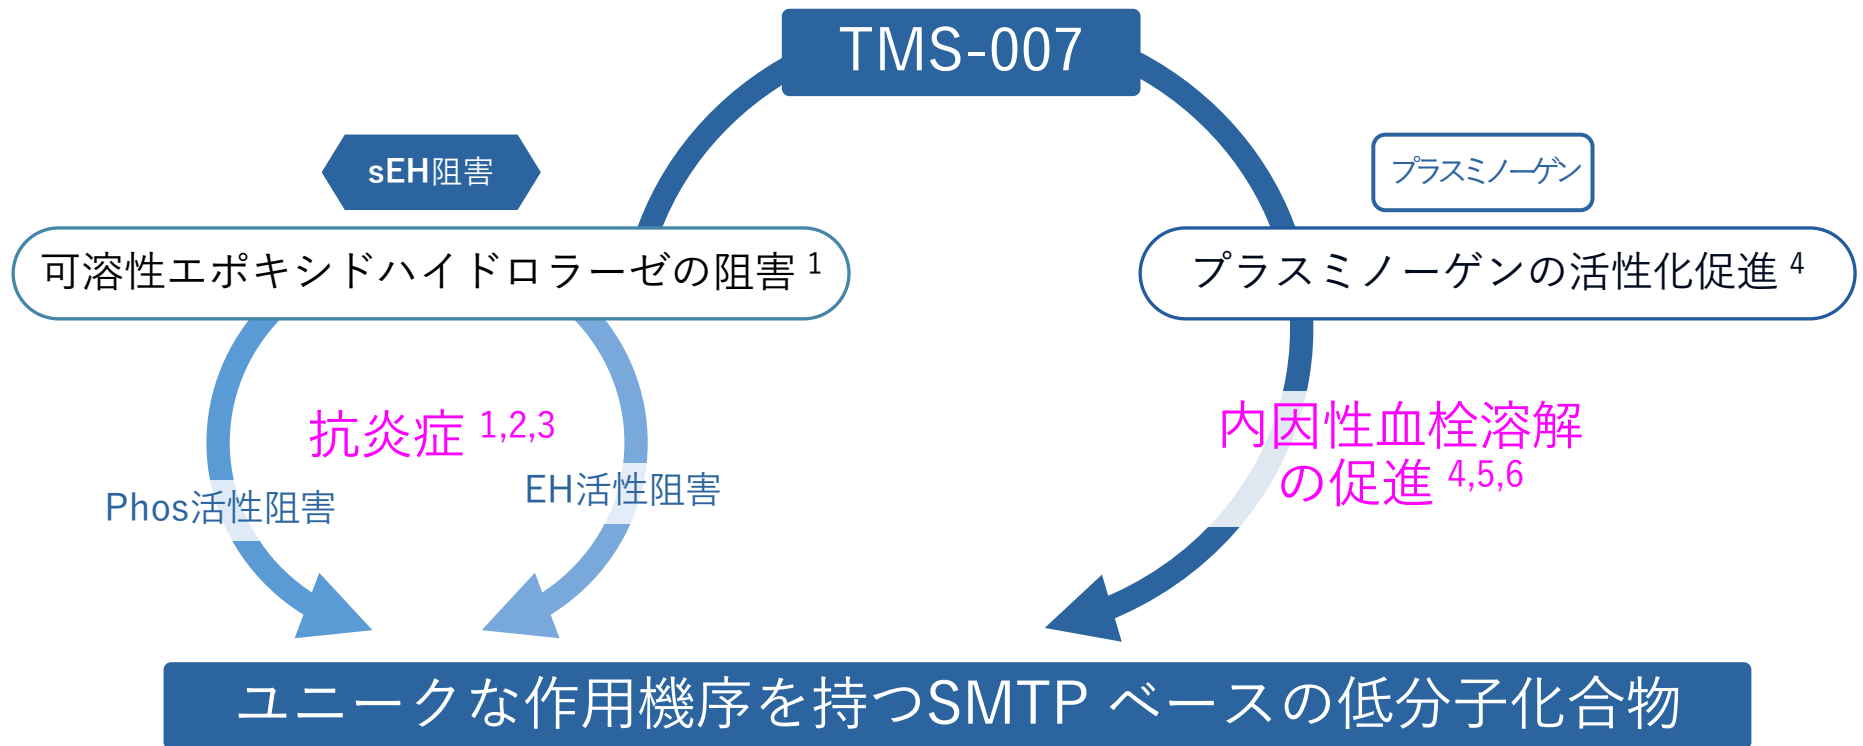 TMS-007
sEH阻害
プラスミノーゲン
可溶性エポキシドハイドロラーゼの阻害 1
プラスミノーゲンの活性化促進 4
抗炎症 1,2,3
Phos活性阻害
EH活性阻害
内因性血栓溶解
の促進 4,5,6
ユニークな作用機序を持つSMTP ベースの低分子化合物